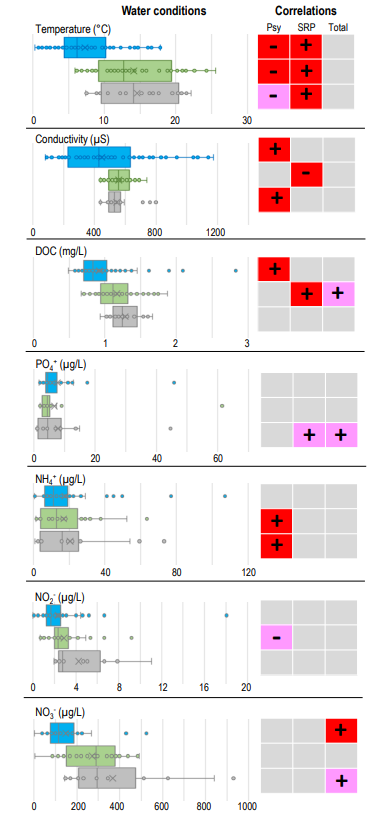 Water conditions Correlations
Psy SRP Total
Temperature (°C)
- +
- +
- +
0 10 20 30
Conductivity (µS)
+
-
+
0 400 800 1200
DOC (mg/L)
+
+ +
0 1 2 3
PO₄⁺ (µg/L)
+ +
0 20 40 60
NH₄⁺ (µg/L)
+
+
0 40 80 120
NO₂⁻ (µg/L)
-
0 4 8 12 16 20
NO₃⁻ (µg/L)
+
+
0 200 400 600 800 1000